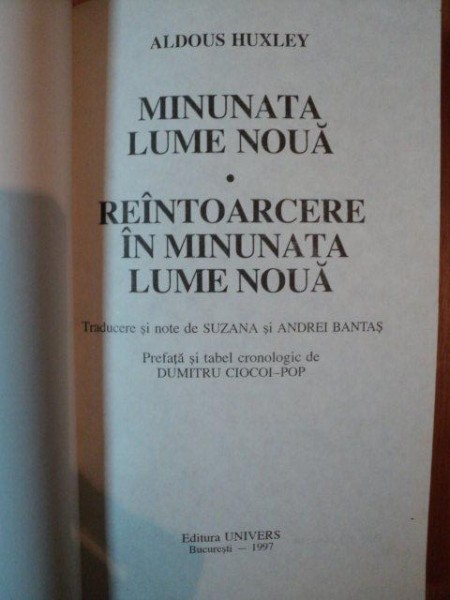 ALDOUS HUXLEY
MINUNATA
LUME NOUĂ
•
REÎNTOARCERE
ÎN MINUNATA
LUME NOUĂ
Traducere și note de SUZANA și ANDREI BANTAȘ
Prefață și tabel cronologic de
DUMITRU CIOCOI–POP
Editura UNIVERS
București — 1997